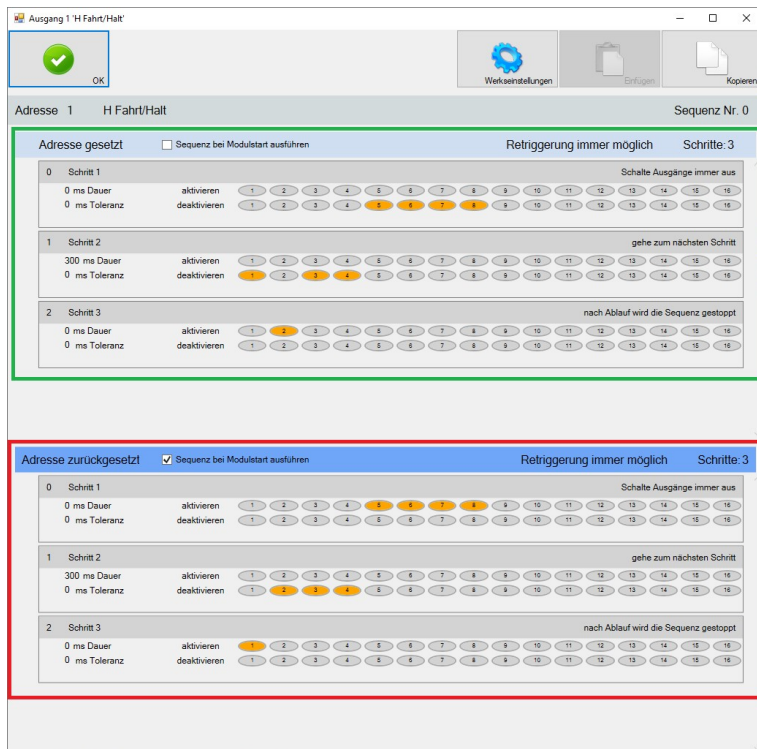 Ausgang 1 'H Fahrt/Halt'
OK
Werkseinstellungen
Einfügen
Kopieren
Adresse 1 H Fahrt/Halt Sequenz Nr. 0
Adresse gesetzt Sequenz bei Modulstart ausführen Retriggerung immer möglich Schritte: 3
0 Schritt 1 Schalte Ausgänge immer aus
0 ms Dauer aktivieren 1 2 3 4 5 6 7 8 9 10 11 12 13 14 15 16
0 ms Toleranz deaktivieren 1 2 3 4 5 6 7 8 9 10 11 12 13 14 15 16
1 Schritt 2 gehe zum nächsten Schritt
300 ms Dauer aktivieren 1 2 3 4 5 6 7 8 9 10 11 12 13 14 15 16
0 ms Toleranz deaktivieren 1 2 3 4 5 6 7 8 9 10 11 12 13 14 15 16
2 Schritt 3 nach Ablauf wird die Sequenz gestoppt
0 ms Dauer aktivieren 1 2 3 4 5 6 7 8 9 10 11 12 13 14 15 16
0 ms Toleranz deaktivieren 1 2 3 4 5 6 7 8 9 10 11 12 13 14 15 16
Adresse zurückgesetzt Sequenz bei Modulstart ausführen Retriggerung immer möglich Schritte: 3
0 Schritt 1 Schalte Ausgänge immer aus
0 ms Dauer aktivieren 1 2 3 4 5 6 7 8 9 10 11 12 13 14 15 16
0 ms Toleranz deaktivieren 1 2 3 4 5 6 7 8 9 10 11 12 13 14 15 16
1 Schritt 2 gehe zum nächsten Schritt
300 ms Dauer aktivieren 1 2 3 4 5 6 7 8 9 10 11 12 13 14 15 16
0 ms Toleranz deaktivieren 1 2 3 4 5 6 7 8 9 10 11 12 13 14 15 16
2 Schritt 3 nach Ablauf wird die Sequenz gestoppt
0 ms Dauer aktivieren 1 2 3 4 5 6 7 8 9 10 11 12 13 14 15 16
0 ms Toleranz deaktivieren 1 2 3 4 5 6 7 8 9 10 11 12 13 14 15 16